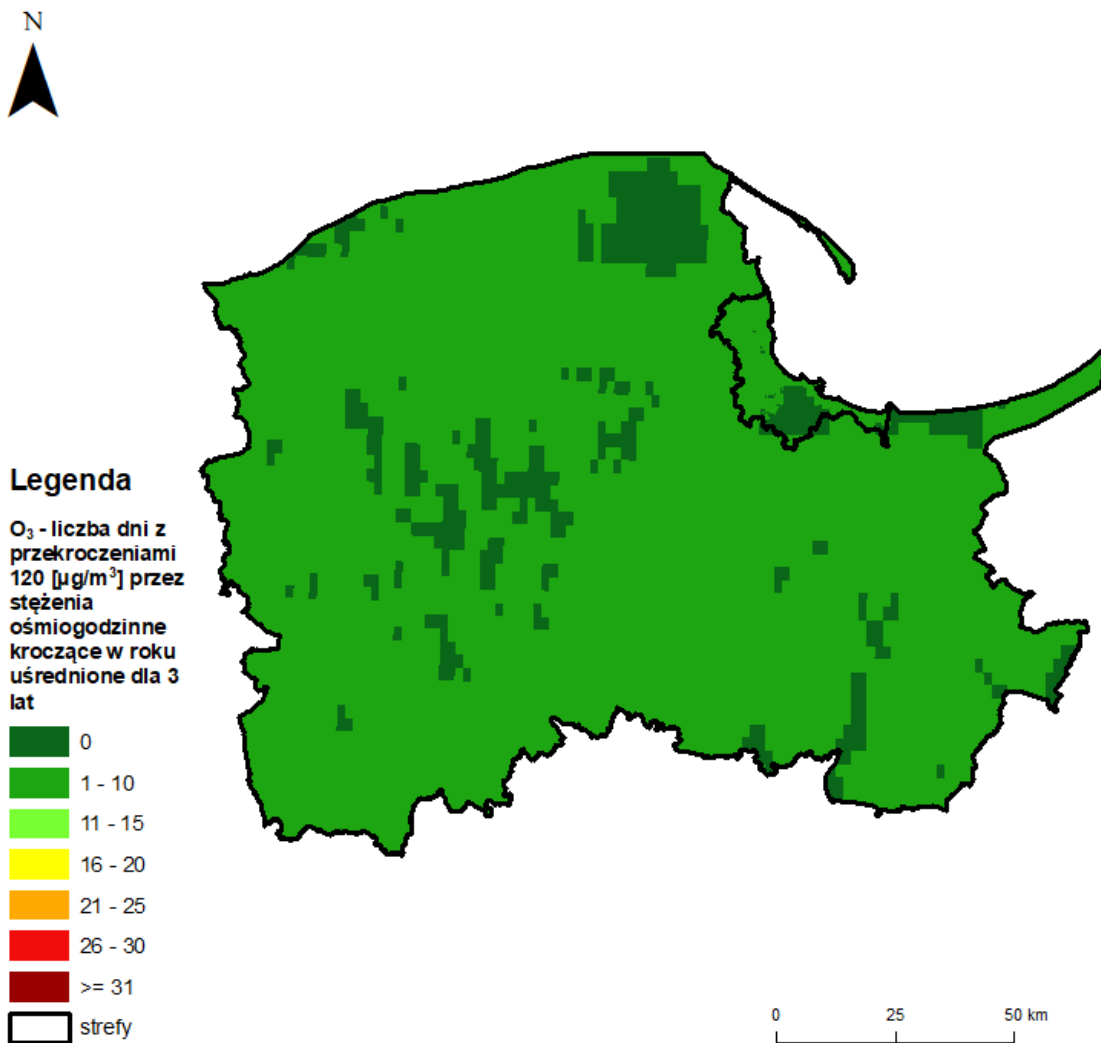 N
Legenda
O₃ - liczba dni z
przekroczeniami
120 [µg/m³] przez
stężenia
ośmiogodzinne
kroczące w roku
uśrednione dla 3
lat
0
1 - 10
11 - 15
16 - 20
21 - 25
26 - 30
>= 31
strefy
0 25 50 km